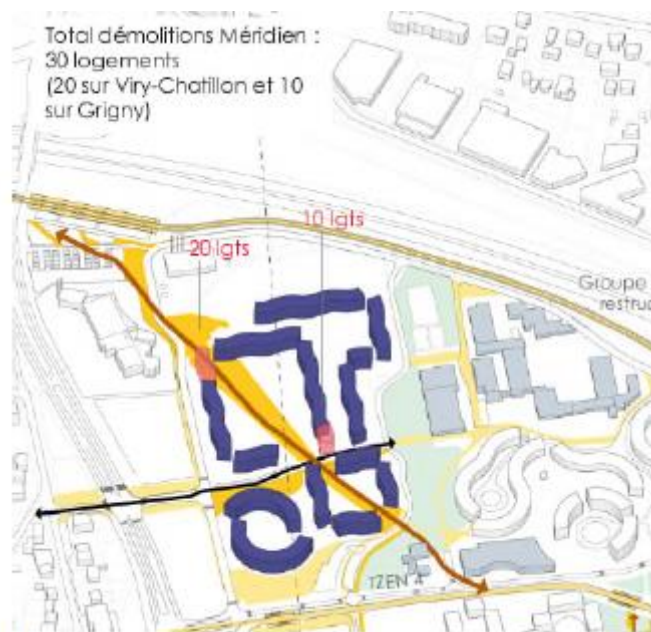 Total démolitions Méridien :
30 logements
(20 sur Viry-Chatillon et 10
sur Grigny)
10 lgts
20 lgts
Groupe
restruc
TZEN 4